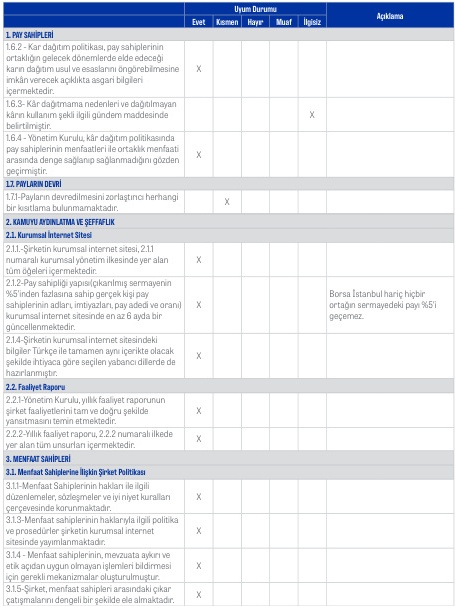 Uyum Durumu
Açıklama
Evet Kısmen Hayır Muaf İlgisiz
1. PAY SAHİPLERİ
1.6.2 - Kar dağıtım politikası, pay sahiplerinin
ortaklığın gelecek dönemlerde elde edeceği
karın dağıtım usul ve esaslarını öngörebilmesine
imkân verecek açıklıkta asgari bilgileri
içermektedir.
X
1.6.3- Kâr dağıtmama nedenleri ve dağıtılmayan
kârın kullanım şekli ilgili gündem maddesinde
belirtilmiştir.
X
1.6.4 - Yönetim Kurulu, kâr dağıtım politikasında
pay sahiplerinin menfaatleri ile ortaklık menfaati
arasında denge sağlanıp sağlanmadığını gözden
geçirmiştir.
X
1.7. PAYLARIN DEVRİ
1.7.1-Payların devredilmesini zorlaştırıcı herhangi
bir kısıtlama bulunmamaktadır.
X
2. KAMUYU AYDINLATMA VE ŞEFFAFLIK
2.1. Kurumsal İnternet Sitesi
2.1.1.-Şirketin kurumsal internet sitesi, 2.1.1
numaralı kurumsal yönetim ilkesinde yer alan
tüm öğeleri içermektedir.
X
2.1.2-Pay sahipliği yapısı(çıkarılmış sermayenin
%5'inden fazlasına sahip gerçek kişi pay
sahiplerinin adları, imtiyazları, pay adedi ve oranı)
kurumsal internet sitesinde en az 6 ayda bir
güncellenmektedir.
X
Borsa İstanbul hariç hiçbir
ortağın sermayedeki payı %5'i
geçemez.
2.1.4-Şirketin kurumsal internet sitesindeki
bilgiler Türkçe ile tamamen aynı içerikte olacak
şekilde ihtiyaca göre seçilen yabancı dillerde de
hazırlanmıştır.
X
2.2. Faaliyet Raporu
2.2.1-Yönetim Kurulu, yıllık faaliyet raporunun
şirket faaliyetlerini tam ve doğru şekilde
yansıtmasını temin etmektedir.
X
2.2.2-Yıllık faaliyet raporu, 2.2.2 numaralı ilkede
yer alan tüm unsurları içermektedir.
X
3. MENFAAT SAHİPLERİ
3.1. Menfaat Sahiplerine İlişkin Şirket Politikası
3.1.1-Menfaat Sahiplerinin hakları ile ilgili
düzenlemeler, sözleşmeler ve iyi niyet kuralları
çerçevesinde korunmaktadır.
X
3.1.3-Menfaat sahiplerinin haklarıyla ilgili politika
ve prosedürler şirketin kurumsal internet
sitesinde yayımlanmaktadır.
X
3.1.4 - Menfaat sahiplerinin, mevzuata aykırı ve
etik açıdan uygun olmayan işlemleri bildirmesi
için gerekli mekanizmalar oluşturulmuştur.
X
3.1.5-Şirket, menfaat sahipleri arasındaki çıkar
çatışmalarını dengeli bir şekilde ele almaktadır.
X